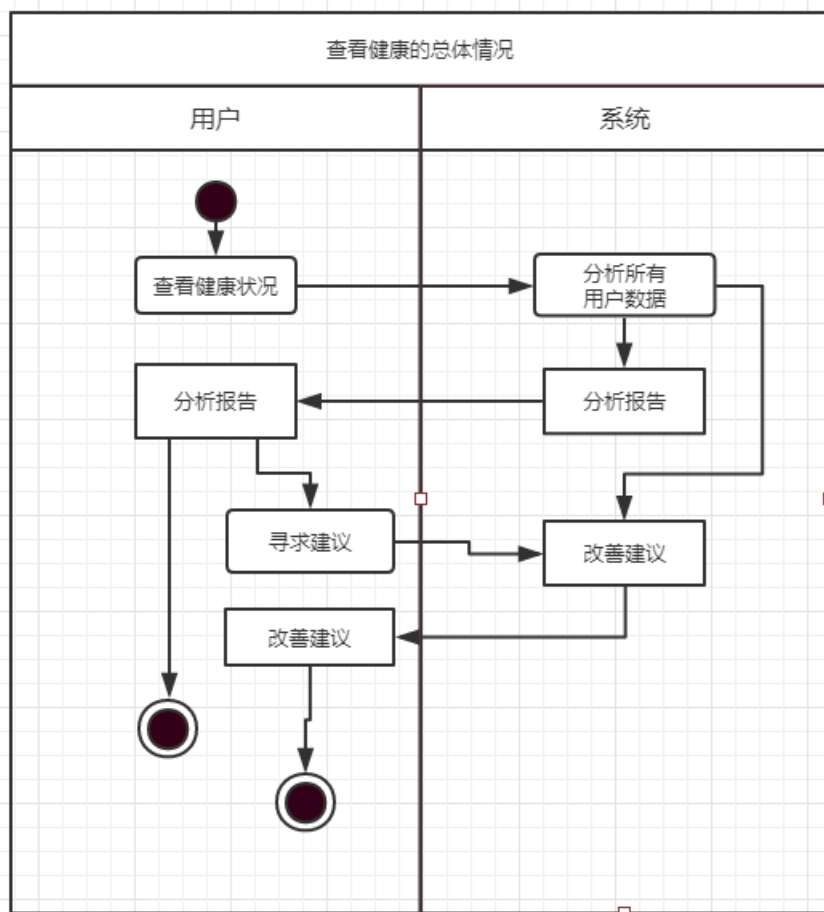 查看健康的总体情况
用户
系统
查看健康状况
分析所有
用户数据
分析报告
分析报告
寻求建议
改善建议
改善建议